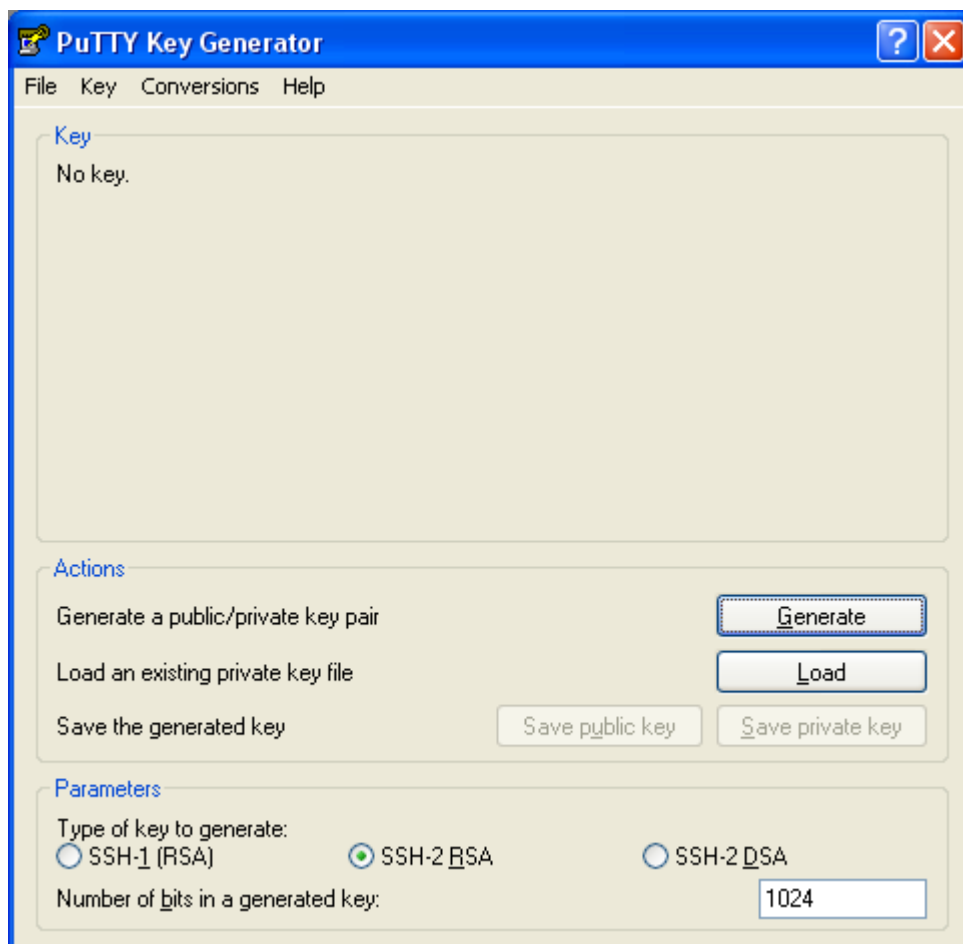 PuTTY Key Generator
File Key Conversions Help
Key
No key.
Actions
Generate a public/private key pair Generate
Load an existing private key file Load
Save the generated key Save public key Save private key
Parameters
Type of key to generate:
SSH-1 (RSA) SSH-2 RSA SSH-2 DSA
Number of bits in a generated key: 1024